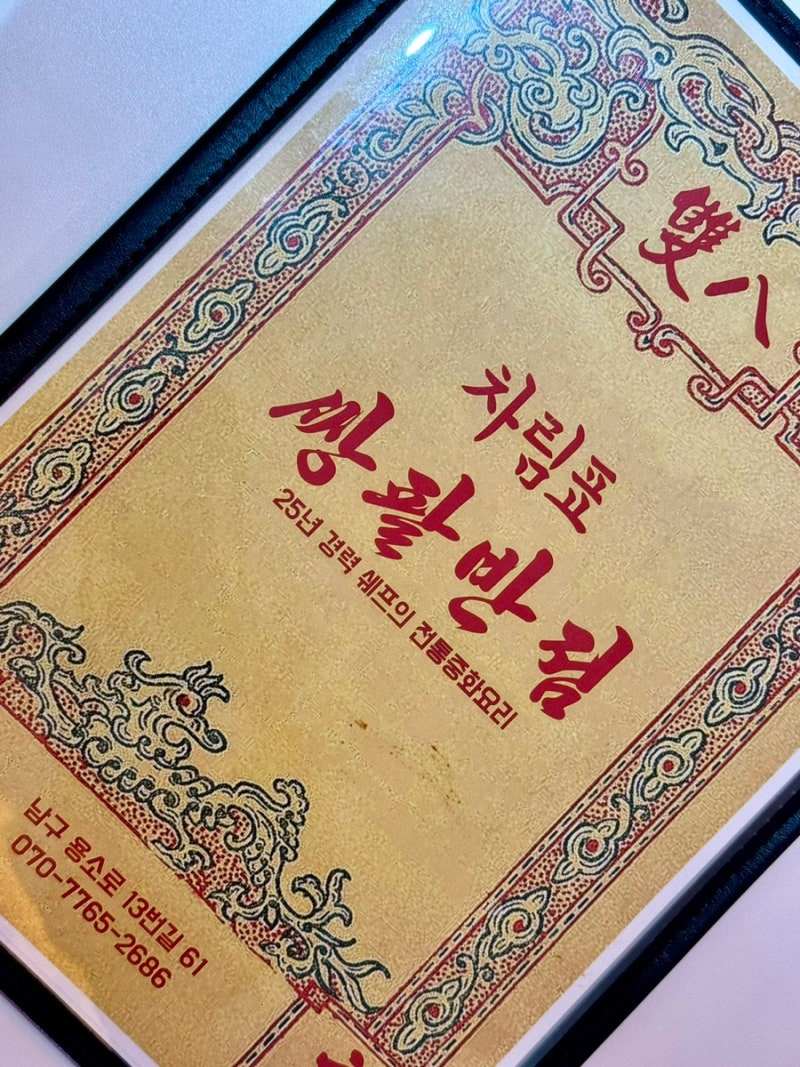 雙八
차림표
쌍팔반점
25년 경력 쉐프의 전통중화요리
남구 용소로 13번길 61
070-7765-2686